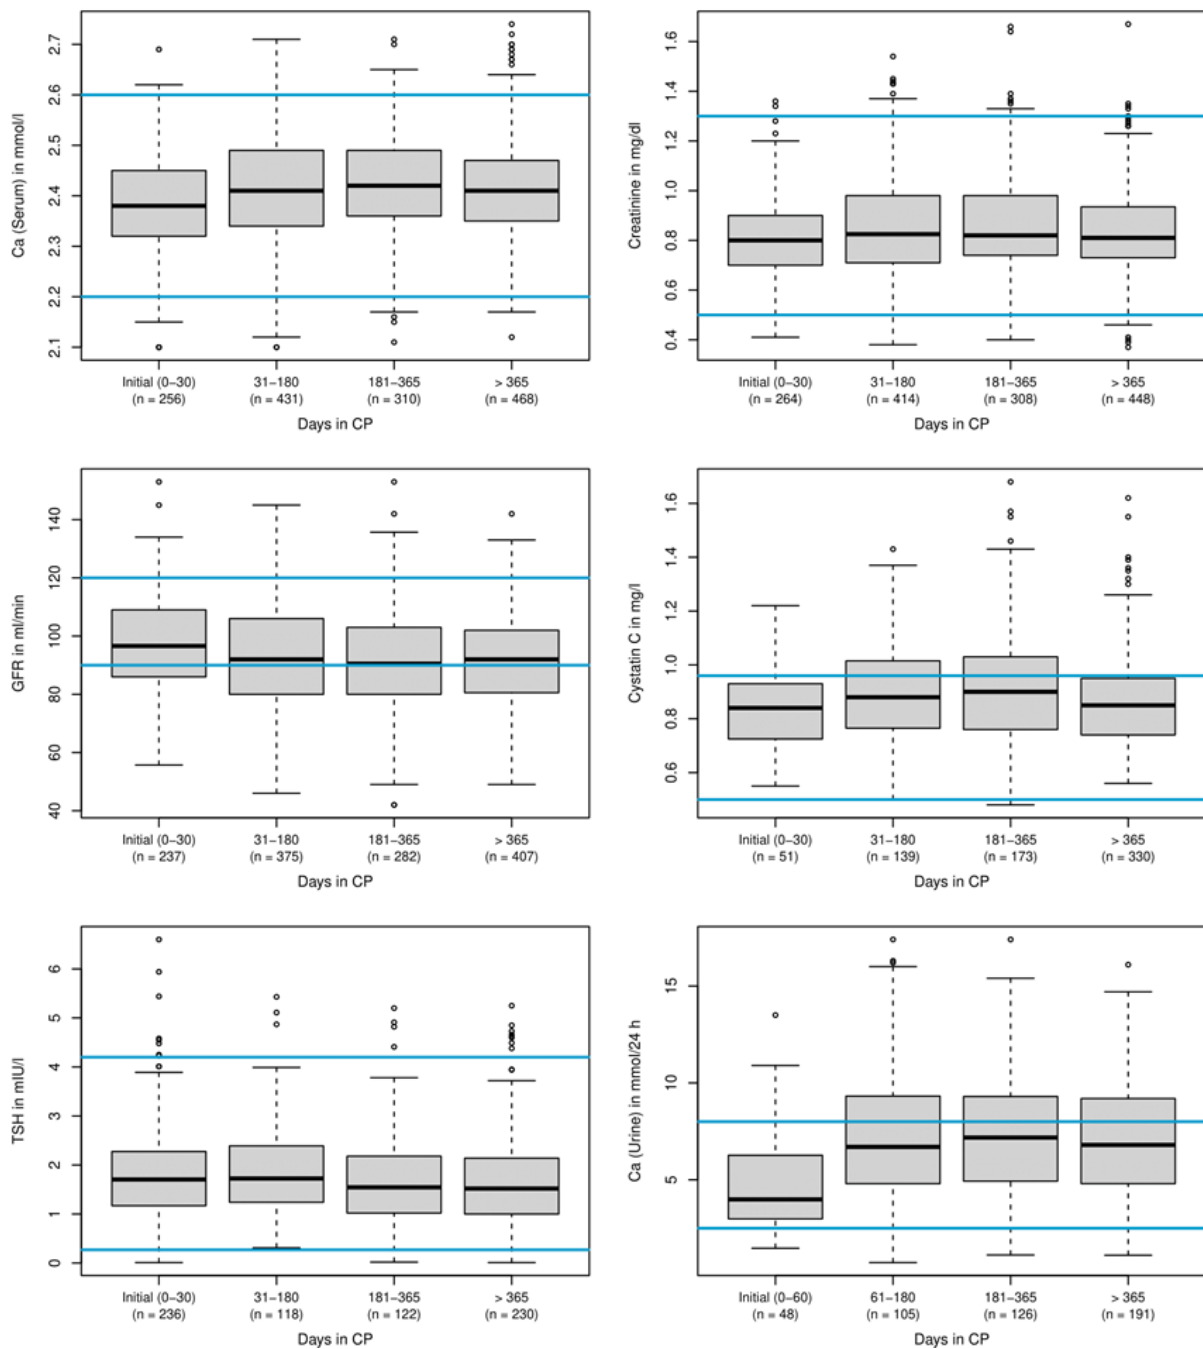 Ca (Serum) in mmol/l
2.7
2.6
2.5
2.4
2.3
2.2
2.1
Initial (0–30) 31–180 181–365 > 365
(n = 256) (n = 431) (n = 310) (n = 468)
Days in CP
Creatinine in mg/dl
1.6
1.4
1.2
1.0
0.8
0.6
0.4
Initial (0–30) 31–180 181–365 > 365
(n = 264) (n = 414) (n = 308) (n = 448)
Days in CP
GFR in ml/min
140
120
100
80
60
40
Initial (0–30) 31–180 181–365 > 365
(n = 237) (n = 375) (n = 282) (n = 407)
Days in CP
Cystatin C in mg/l
1.6
1.4
1.2
1.0
0.8
0.6
Initial (0–30) 31–180 181–365 > 365
(n = 51) (n = 139) (n = 173) (n = 330)
Days in CP
TSH in mIU/l
6
5
4
3
2
1
0
Initial (0–30) 31–180 181–365 > 365
(n = 236) (n = 118) (n = 122) (n = 230)
Days in CP
Ca (Urine) in mmol/24 h
15
10
5
Initial (0–60) 61–180 181–365 > 365
(n = 48) (n = 105) (n = 126) (n = 191)
Days in CP